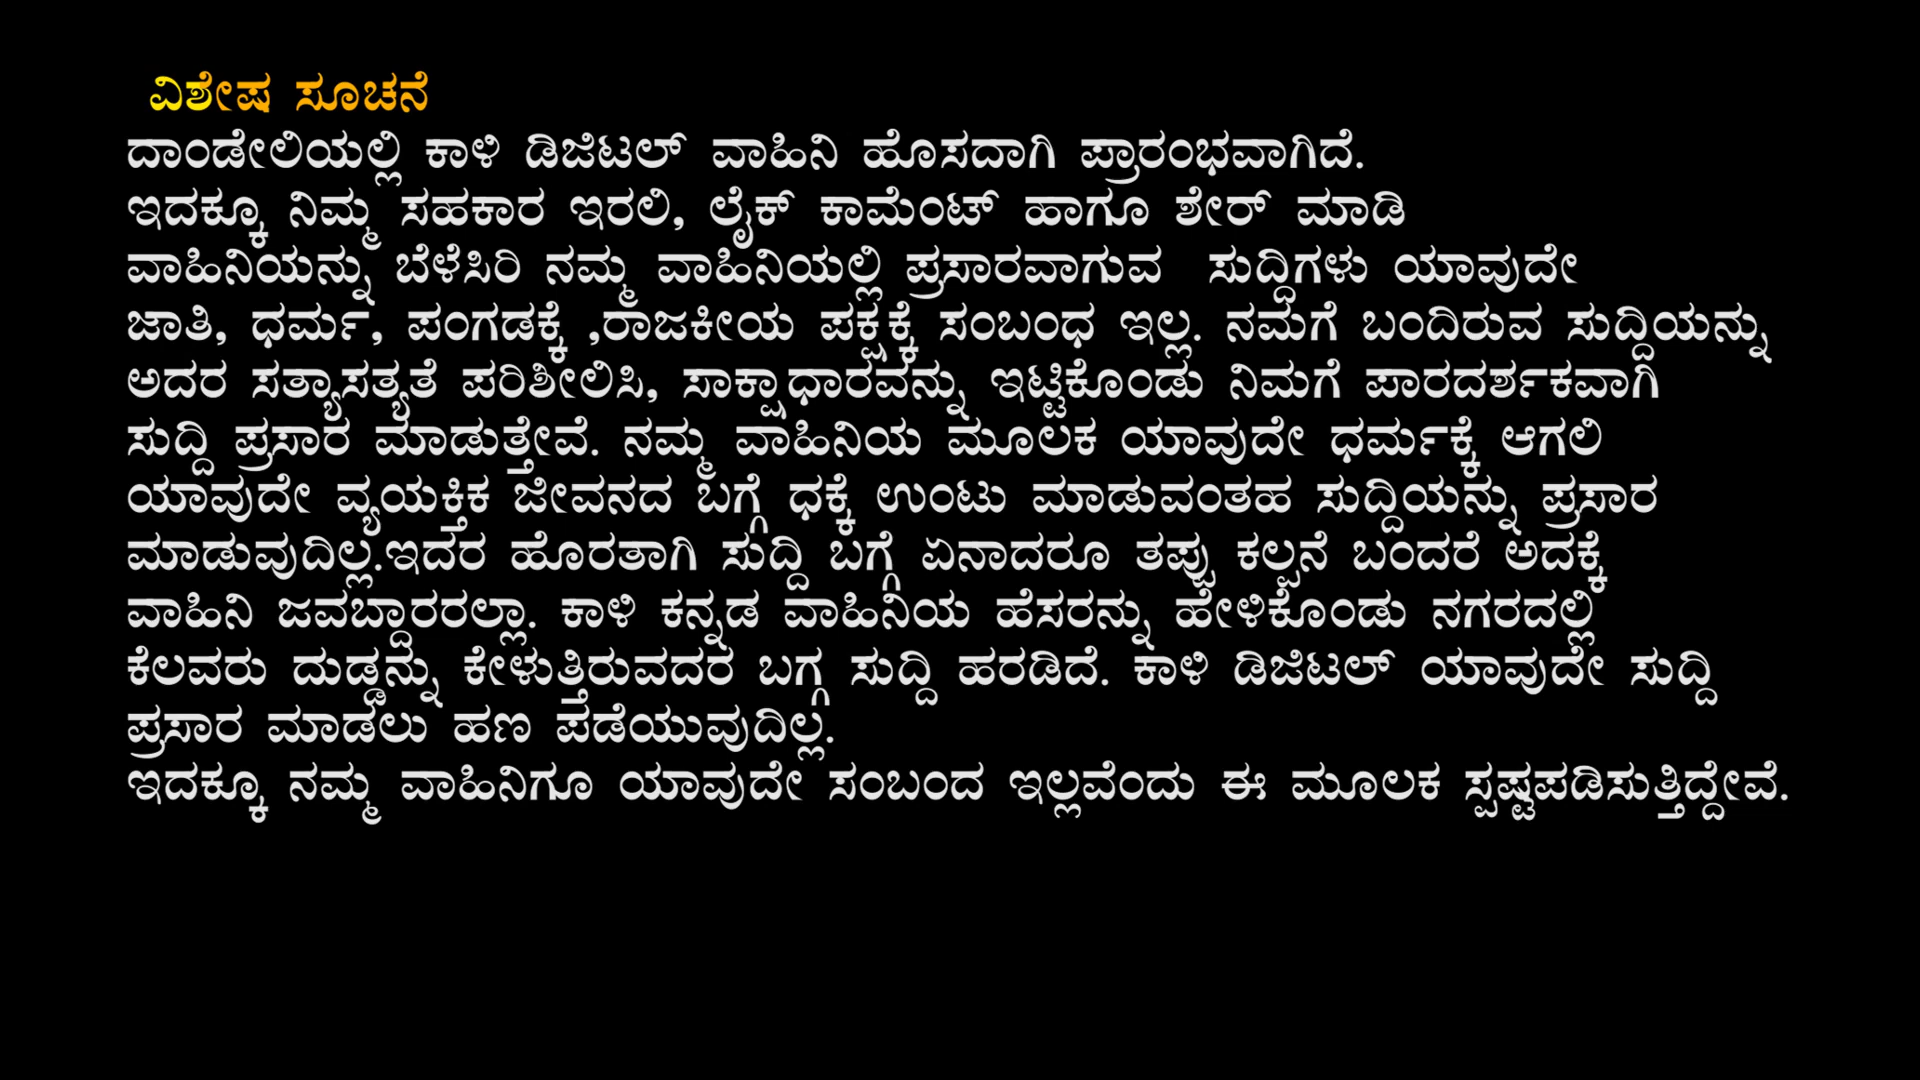 ವಿಶೇಷ ಸೂಚನೆ
ದಾಂಡೇಲಿಯಲ್ಲಿ ಕಾಳಿ ಡಿಜಿಟಲ್ ವಾಹಿನಿ ಹೊಸದಾಗಿ ಪ್ರಾರಂಭವಾಗಿದೆ.
ಇದಕ್ಕೂ ನಿಮ್ಮ ಸಹಕಾರ ಇರಲಿ, ಲೈಕ್ ಕಾಮೆಂಟ್ ಹಾಗೂ ಶೇರ್ ಮಾಡಿ
ವಾಹಿನಿಯನ್ನು ಬೆಳೆಸಿರಿ ನಮ್ಮ ವಾಹಿನಿಯಲ್ಲಿ ಪ್ರಸಾರವಾಗುವ ಸುದ್ದಿಗಳು ಯಾವುದೇ
ಜಾತಿ, ಧರ್ಮ, ಪಂಗಡಕ್ಕೆ ,ರಾಜಕೀಯ ಪಕ್ಷಕ್ಕೆ ಸಂಬಂಧ ಇಲ್ಲ. ನಮಗೆ ಬಂದಿರುವ ಸುದ್ದಿಯನ್ನು
ಅದರ ಸತ್ಯಾಸತ್ಯತೆ ಪರಿಶೀಲಿಸಿ, ಸಾಕ್ಷಾಧಾರವನ್ನು ಇಟ್ಟಿಕೊಂಡು ನಿಮಗೆ ಪಾರದರ್ಶಕವಾಗಿ
ಸುದ್ದಿ ಪ್ರಸಾರ ಮಾಡುತ್ತೇವೆ. ನಮ್ಮ ವಾಹಿನಿಯ ಮೂಲಕ ಯಾವುದೇ ಧರ್ಮಕ್ಕೆ ಆಗಲಿ
ಯಾವುದೇ ವ್ಯಯಕ್ತಿಕ ಜೀವನದ ಬಗ್ಗೆ ಧಕ್ಕೆ ಉಂಟು ಮಾಡುವಂತಹ ಸುದ್ದಿಯನ್ನು ಪ್ರಸಾರ
ಮಾಡುವುದಿಲ್ಲ.ಇದರ ಹೊರತಾಗಿ ಸುದ್ದಿ ಬಗ್ಗೆ ಏನಾದರೂ ತಪ್ಪು ಕಲ್ಪನೆ ಬಂದರೆ ಅದಕ್ಕೆ
ವಾಹಿನಿ ಜವಬ್ದಾರರಲ್ಲಾ. ಕಾಳಿ ಕನ್ನಡ ವಾಹಿನಿಯ ಹೆಸರನ್ನು ಹೇಳಿಕೊಂಡು ನಗರದಲ್ಲಿ
ಕೆಲವರು ದುಡ್ಡನ್ನು ಕೇಳುತ್ತಿರುವದರ ಬಗ್ಗ ಸುದ್ದಿ ಹರಡಿದೆ. ಕಾಳಿ ಡಿಜಿಟಲ್ ಯಾವುದೇ ಸುದ್ದಿ
ಪ್ರಸಾರ ಮಾಡಲು ಹಣ ಪಡೆಯುವುದಿಲ್ಲ.
ಇದಕ್ಕೂ ನಮ್ಮ ವಾಹಿನಿಗೂ ಯಾವುದೇ ಸಂಬಂದ ಇಲ್ಲವೆಂದು ಈ ಮೂಲಕ ಸ್ಪಷ್ಟಪಡಿಸುತ್ತಿದ್ದೇವೆ.